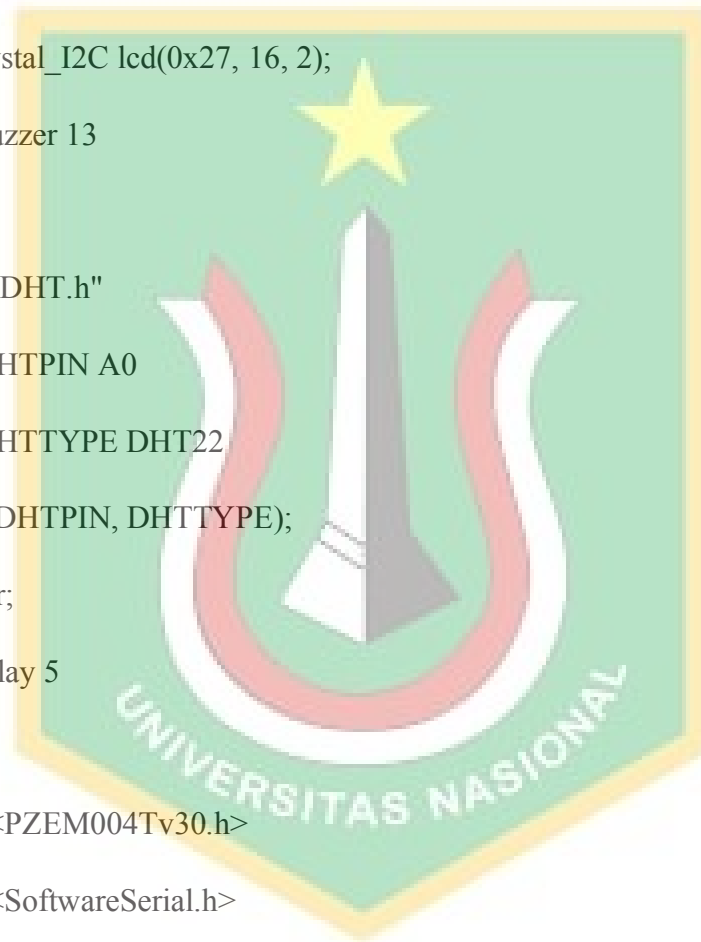 stal_I2C lcd(0x27, 16, 2);
uzzer 13
DHT.h"
HTPIN A0
HTTYPE DHT22
DHTPIN, DHTTYPE);
r;
lay 5
UNIVERSITAS NASIONAL
<PZEM004Tv30.h>
<SoftwareSerial.h>